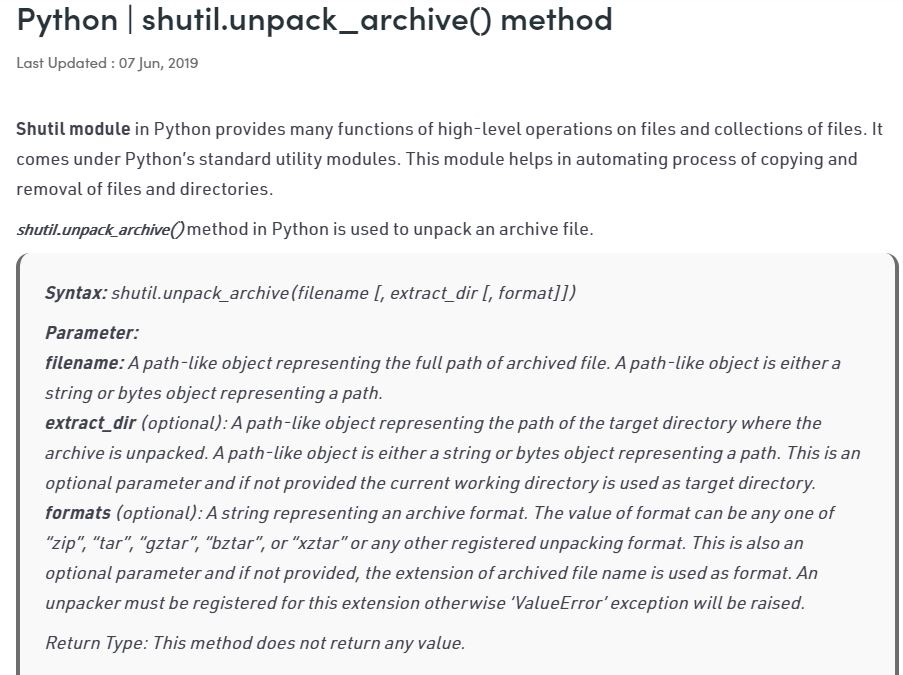 Python | shutil.unpack_archive() method
Last Updated : 07 Jun, 2019
Shutil module in Python provides many functions of high-level operations on files and collections of files. It
comes under Python’s standard utility modules. This module helps in automating process of copying and
removal of files and directories.
shutil.unpack_archive() method in Python is used to unpack an archive file.
Syntax: shutil.unpack_archive(filename [, extract_dir [, format]])
Parameter:
filename: A path-like object representing the full path of archived file. A path-like object is either a
string or bytes object representing a path.
extract_dir (optional): A path-like object representing the path of the target directory where the
archive is unpacked. A path-like object is either a string or bytes object representing a path. This is an
optional parameter and if not provided the current working directory is used as target directory.
formats (optional): A string representing an archive format. The value of format can be any one of
“zip”, “tar”, “gztar”, “bztar”, or “xztar” or any other registered unpacking format. This is also an
optional parameter and if not provided, the extension of archived file name is used as format. An
unpacker must be registered for this extension otherwise ‘ValueError’ exception will be raised.
Return Type: This method does not return any value.